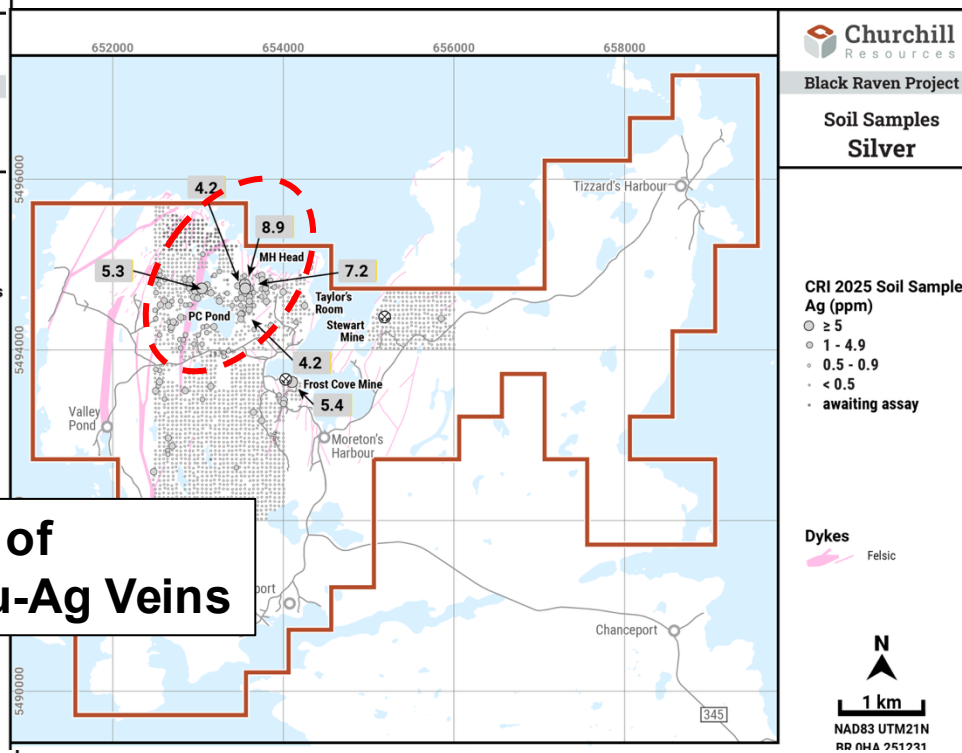 652000
654000
656000
658000
5496000
5494000
5490000
4.2
8.9
5.3
7.2
4.2
5.4
MH Head
PC Pond
Taylor's
Room
Stewart
Mine
Frost Cove Mine
Tizzard's Harbour
Valley
Pond
Moreton's
Harbour
Chanceport
345
of
u-Ag Veins
Churchill
Resources
Black Raven Project
Soil Samples
Silver
CRI 2025 Soil Sample
Ag (ppm)
≥ 5
1 - 4.9
0.5 - 0.9
< 0.5
awaiting assay
Dykes
Felsic
N
1 km
NAD83 UTM21N
BR 0HA 251231